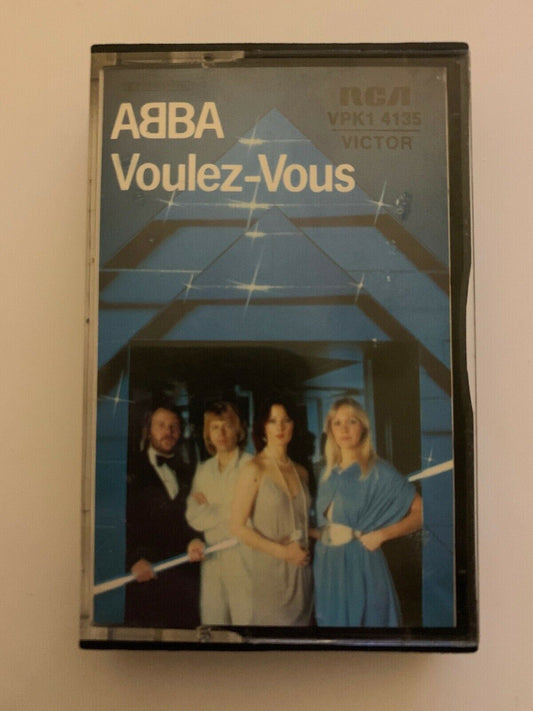 ABBA
Voulez-Vous
RCA
VPK1 4135
VICTOR